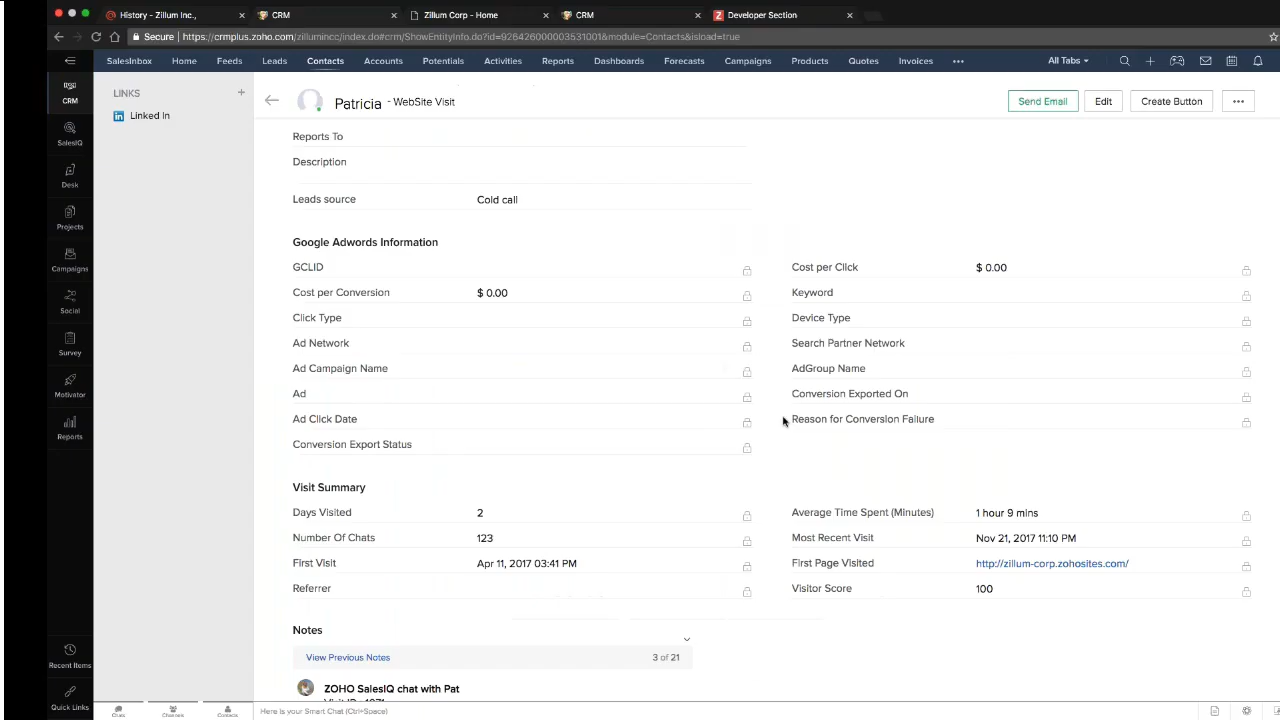 History - Zillum Inc., ×
CRM ×
Zillum Corp - Home ×
CRM ×
Developer Section ×
Secure | https://crmplus.zoho.com/zillumincc/index.do#crm/ShowEntityInfo.do?id=928426000003531001&module=Contacts&isload=true
SalesInbox Home Feeds Leads Contacts Accounts Potentials Activities Reports Dashboards Forecasts Campaigns Products Quotes Invoices ••• All Tabs
CRM
SalesIQ
Desk
Projects
Campaigns
Social
Survey
Motivator
Reports
Recent Items
Quick Links
LINKS +
in Linked In
Patricia - WebSite Visit
Send Email Edit Create Button •••
Reports To
Description
Leads source Cold call
Google Adwords Information
GCLID Cost per Click $ 0.00
Cost per Conversion $ 0.00 Keyword
Click Type Device Type
Ad Network Search Partner Network
Ad Campaign Name AdGroup Name
Ad Conversion Exported On
Ad Click Date Reason for Conversion Failure
Conversion Export Status
Visit Summary
Days Visited 2 Average Time Spent (Minutes) 1 hour 9 mins
Number Of Chats 123 Most Recent Visit Nov 21, 2017 11:10 PM
First Visit Apr 11, 2017 03:41 PM First Page Visited http://zillum-corp.zohosites.com/
Referrer Visitor Score 100
Notes
View Previous Notes 3 of 21
ZOHO SalesIQ chat with Pat
Visit ID: 1971
Chats Channels Contacts Here is your Smart Chat (Ctrl+Space)